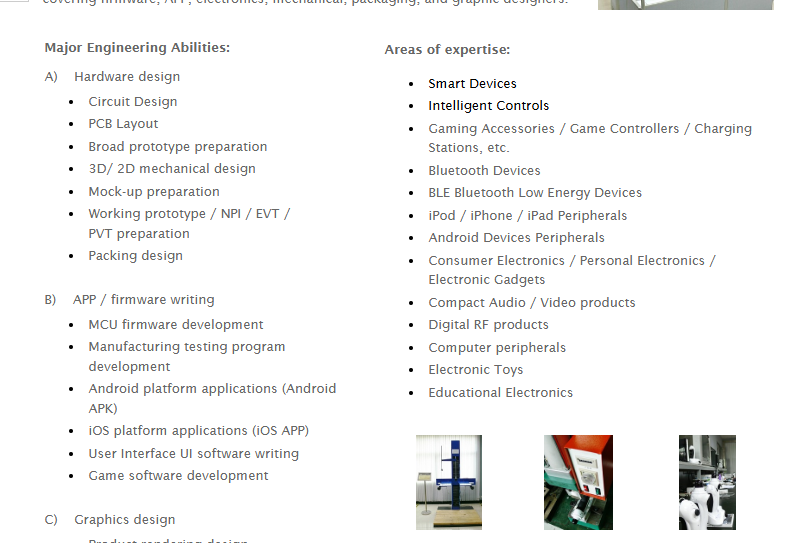 covering firmware, APP, electronics, mechanical, packaging, and graphic designers.
Major Engineering Abilities:
A) Hardware design
• Circuit Design
• PCB Layout
• Broad prototype preparation
• 3D/ 2D mechanical design
• Mock-up preparation
• Working prototype / NPI / EVT /
PVT preparation
• Packing design
B) APP / firmware writing
• MCU firmware development
• Manufacturing testing program
development
• Android platform applications (Android
APK)
• iOS platform applications (iOS APP)
• User Interface UI software writing
• Game software development
C) Graphics design
• Product rendering design
Areas of expertise:
• Smart Devices
• Intelligent Controls
• Gaming Accessories / Game Controllers / Charging
Stations, etc.
• Bluetooth Devices
• BLE Bluetooth Low Energy Devices
• iPod / iPhone / iPad Peripherals
• Android Devices Peripherals
• Consumer Electronics / Personal Electronics /
Electronic Gadgets
• Compact Audio / Video products
• Digital RF products
• Computer peripherals
• Electronic Toys
• Educational Electronics